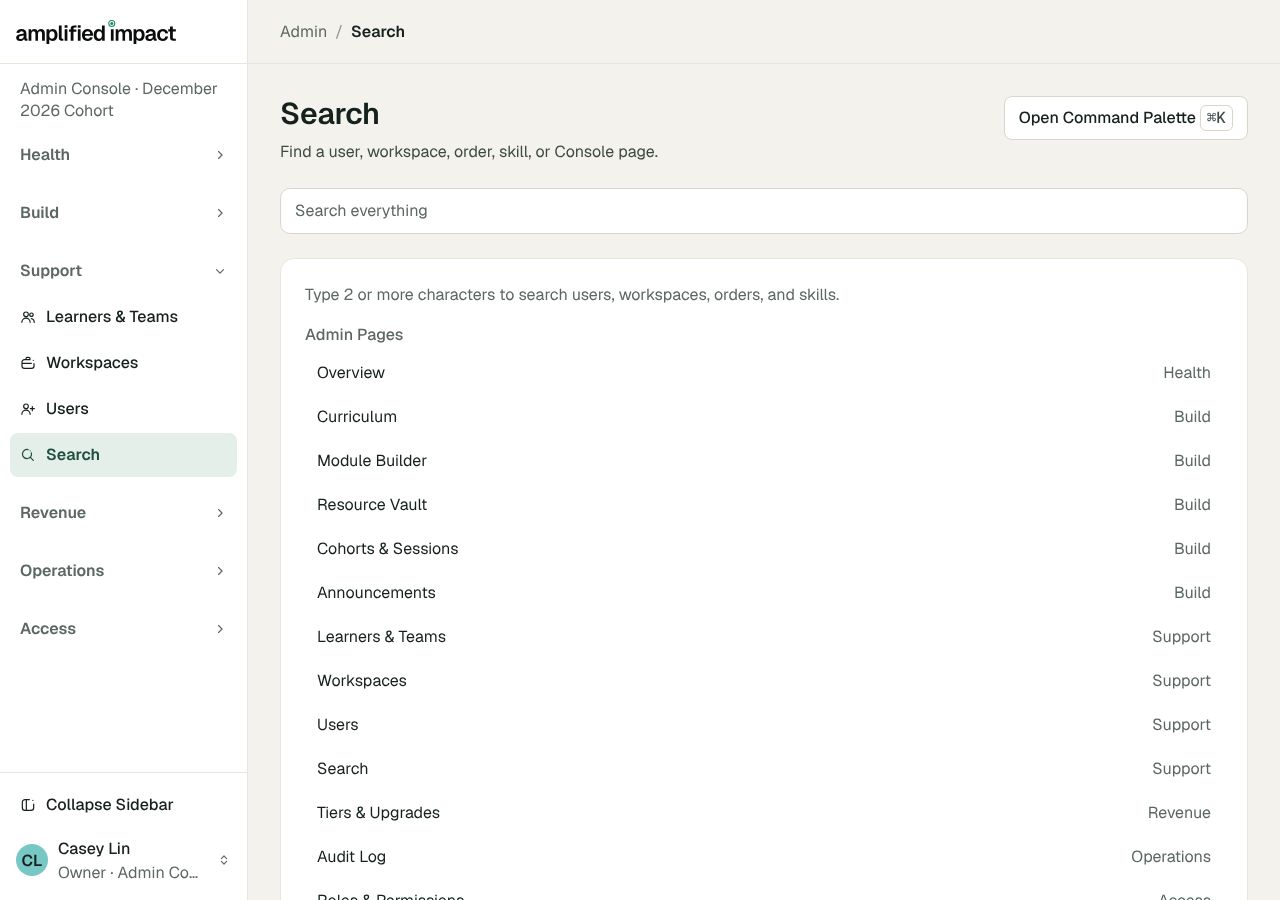 amplified impact
Admin Console · December
2026 Cohort
Health
Build
Support
Learners & Teams
Workspaces
Users
Search
Revenue
Operations
Access
Collapse Sidebar
CL
Casey Lin
Owner · Admin Co...
Admin / Search
Search
Find a user, workspace, order, skill, or Console page.
Open Command Palette ⌘K
Search everything
Type 2 or more characters to search users, workspaces, orders, and skills.
Admin Pages
Overview Health
Curriculum Build
Module Builder Build
Resource Vault Build
Cohorts & Sessions Build
Announcements Build
Learners & Teams Support
Workspaces Support
Users Support
Search Support
Tiers & Upgrades Revenue
Audit Log Operations
Roles & Permissions Access